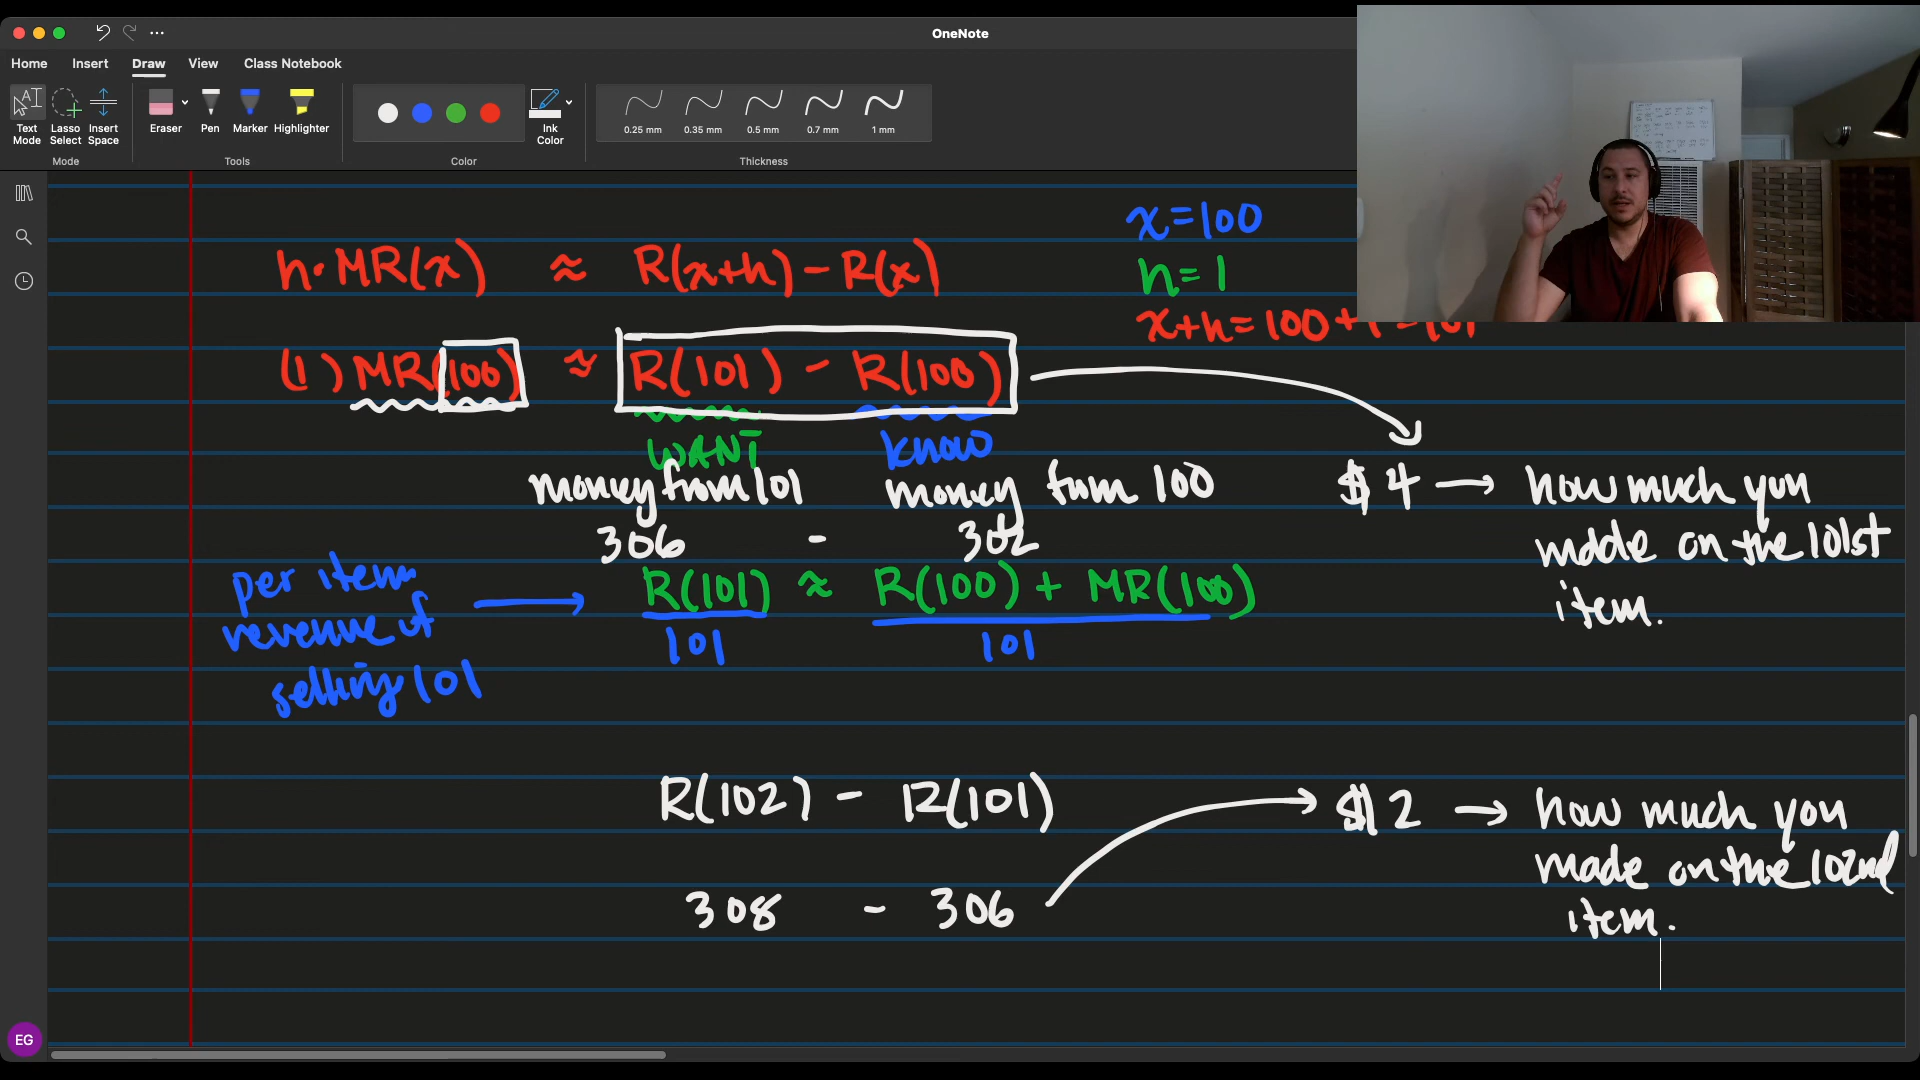 OneNote
Home Insert Draw View Class Notebook
Text Mode Lasso Select Insert Space Eraser Pen Marker Highlighter Ink Color 0.25 mm 0.35 mm 0.5 mm 0.7 mm 1 mm
Mode Tools Color Thickness
x=100
h·MR(x) ≈ R(x+h) - R(x)
h=1
x+h=100+1=101
(1) MR(100) ≈ R(101) - R(100)
WANT know
money from 101 money from 100
$4 → how much you made on the 101st item.
306 - 302
per item revenue of selling 101 →
R(101) ≈ R(100) + MR(100)
101 101
R(102) - R(101)
$2 → how much you made on the 102nd item.
308 - 306
EG